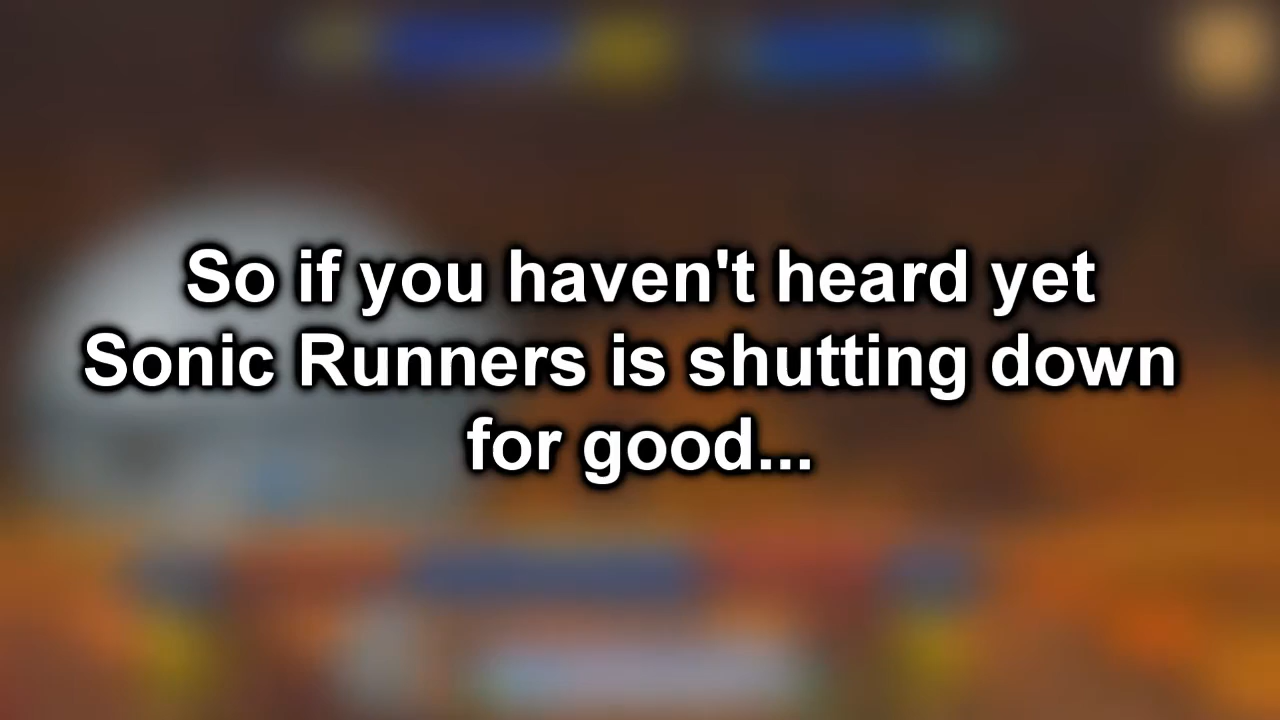 So if you haven't heard yet
Sonic Runners is shutting down
for good...